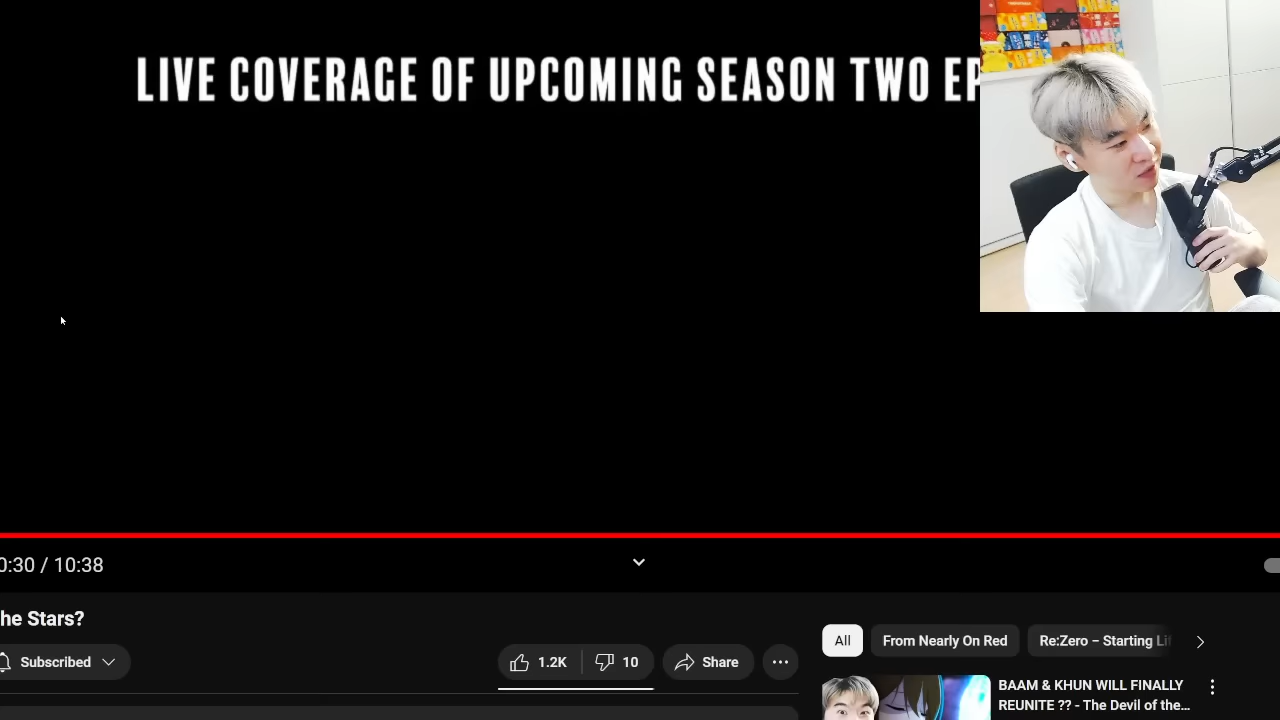 LIVE COVERAGE OF UPCOMING SEASON TWO EP
0:30 / 10:38
he Stars?
Subscribed
1.2K
10
Share
All
From Nearly On Red
Re:Zero − Starting Li
BAAM & KHUN WILL FINALLY
REUNITE ?? - The Devil of the...